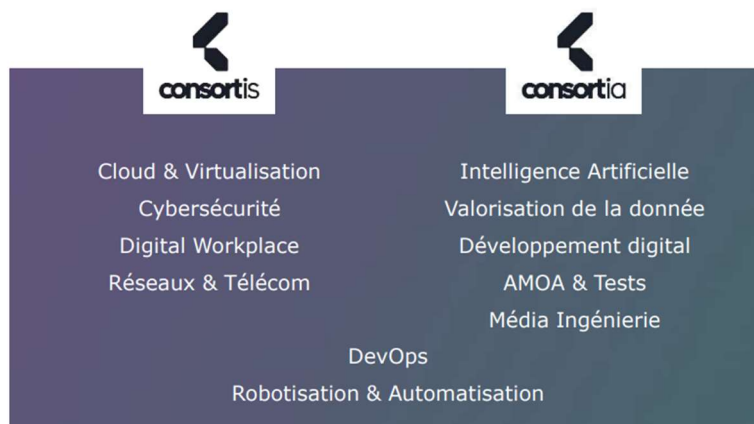 consortis
consortia
Cloud & Virtualisation
Cybersécurité
Digital Workplace
Réseaux & Télécom
Intelligence Artificielle
Valorisation de la donnée
Développement digital
AMOA & Tests
Média Ingénierie
DevOps
Robotisation & Automatisation